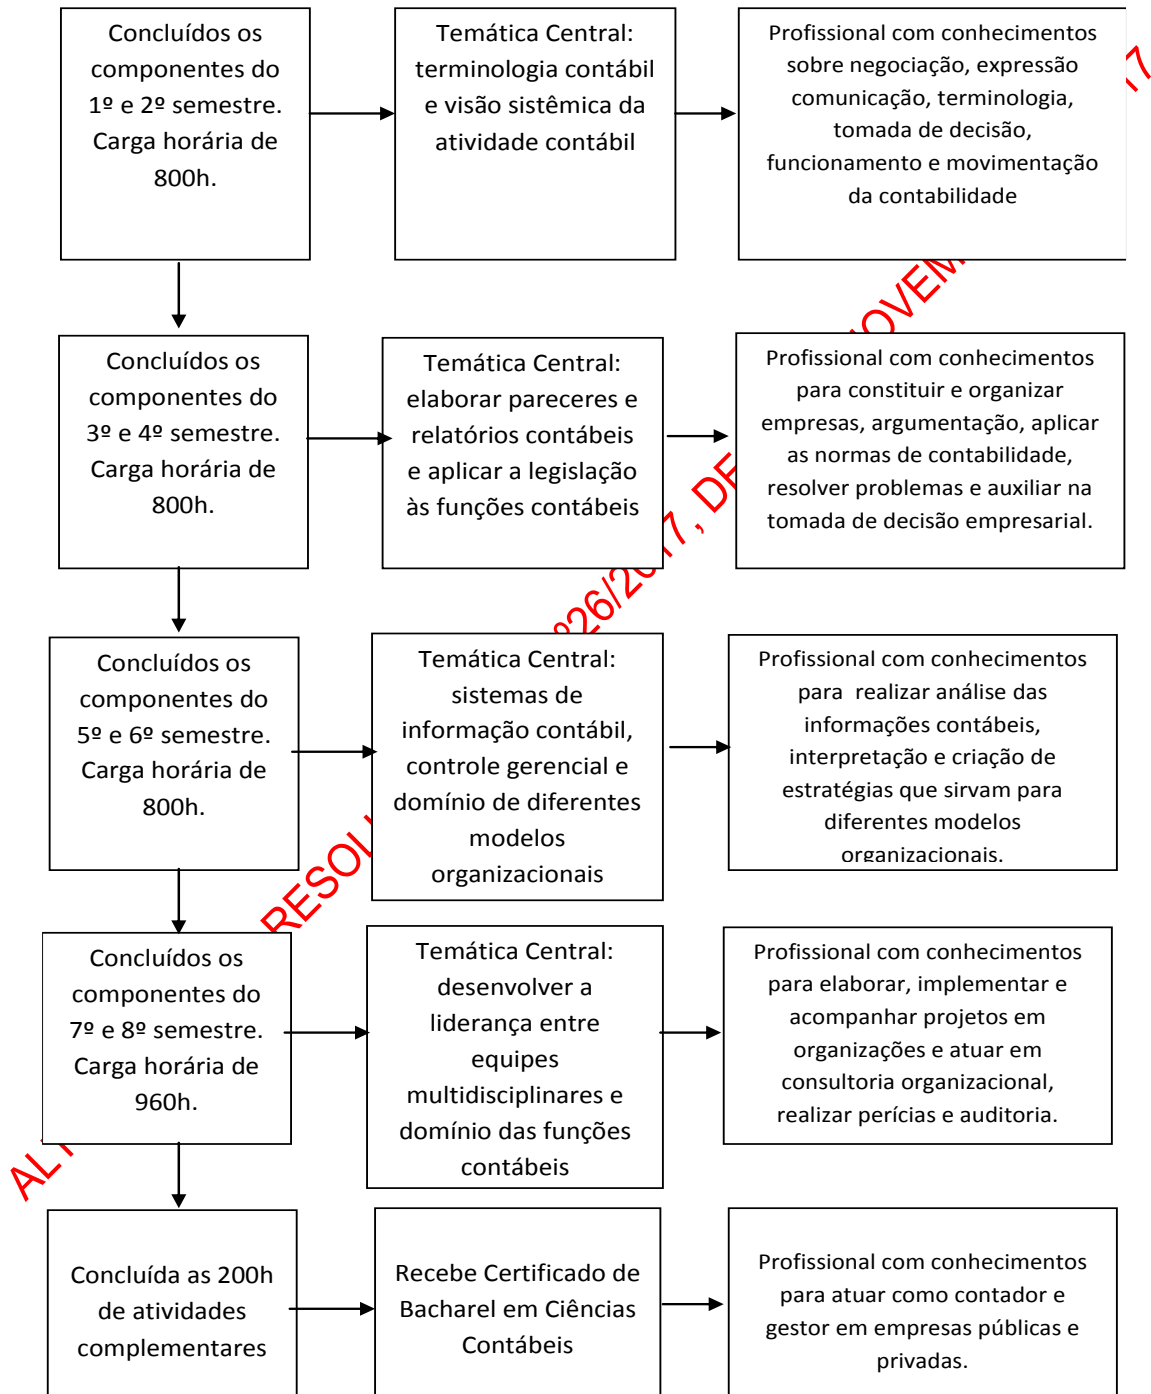 Concluídos os
componentes do
1º e 2º semestre.
Carga horária de
800h.
Temática Central:
terminologia contábil
e visão sistêmica da
atividade contábil
Profissional com conhecimentos
sobre negociação, expressão
comunicação, terminologia,
tomada de decisão,
funcionamento e movimentação
da contabilidade
Concluídos os
componentes do
3º e 4º semestre.
Carga horária de
800h.
Temática Central:
elaborar pareceres e
relatórios contábeis
e aplicar a legislação
às funções contábeis
Profissional com conhecimentos
para constituir e organizar
empresas, argumentação, aplicar
as normas de contabilidade,
resolver problemas e auxiliar na
tomada de decisão empresarial.
Concluídos os
componentes do
5º e 6º semestre.
Carga horária de
800h.
Temática Central:
sistemas de
informação contábil,
controle gerencial e
domínio de diferentes
modelos
organizacionais
Profissional com conhecimentos
para realizar análise das
informações contábeis,
interpretação e criação de
estratégias que sirvam para
diferentes modelos
organizacionais.
Concluídos os
componentes do
7º e 8º semestre.
Carga horária de
960h.
Temática Central:
desenvolver a
liderança entre
equipes
multidisciplinares e
domínio das funções
contábeis
Profissional com conhecimentos
para elaborar, implementar e
acompanhar projetos em
organizações e atuar em
consultoria organizacional,
realizar perícias e auditoria.
Concluída as 200h
de atividades
complementares
Recebe Certificado de
Bacharel em Ciências
Contábeis
Profissional com conhecimentos
para atuar como contador e
gestor em empresas públicas e
privadas.